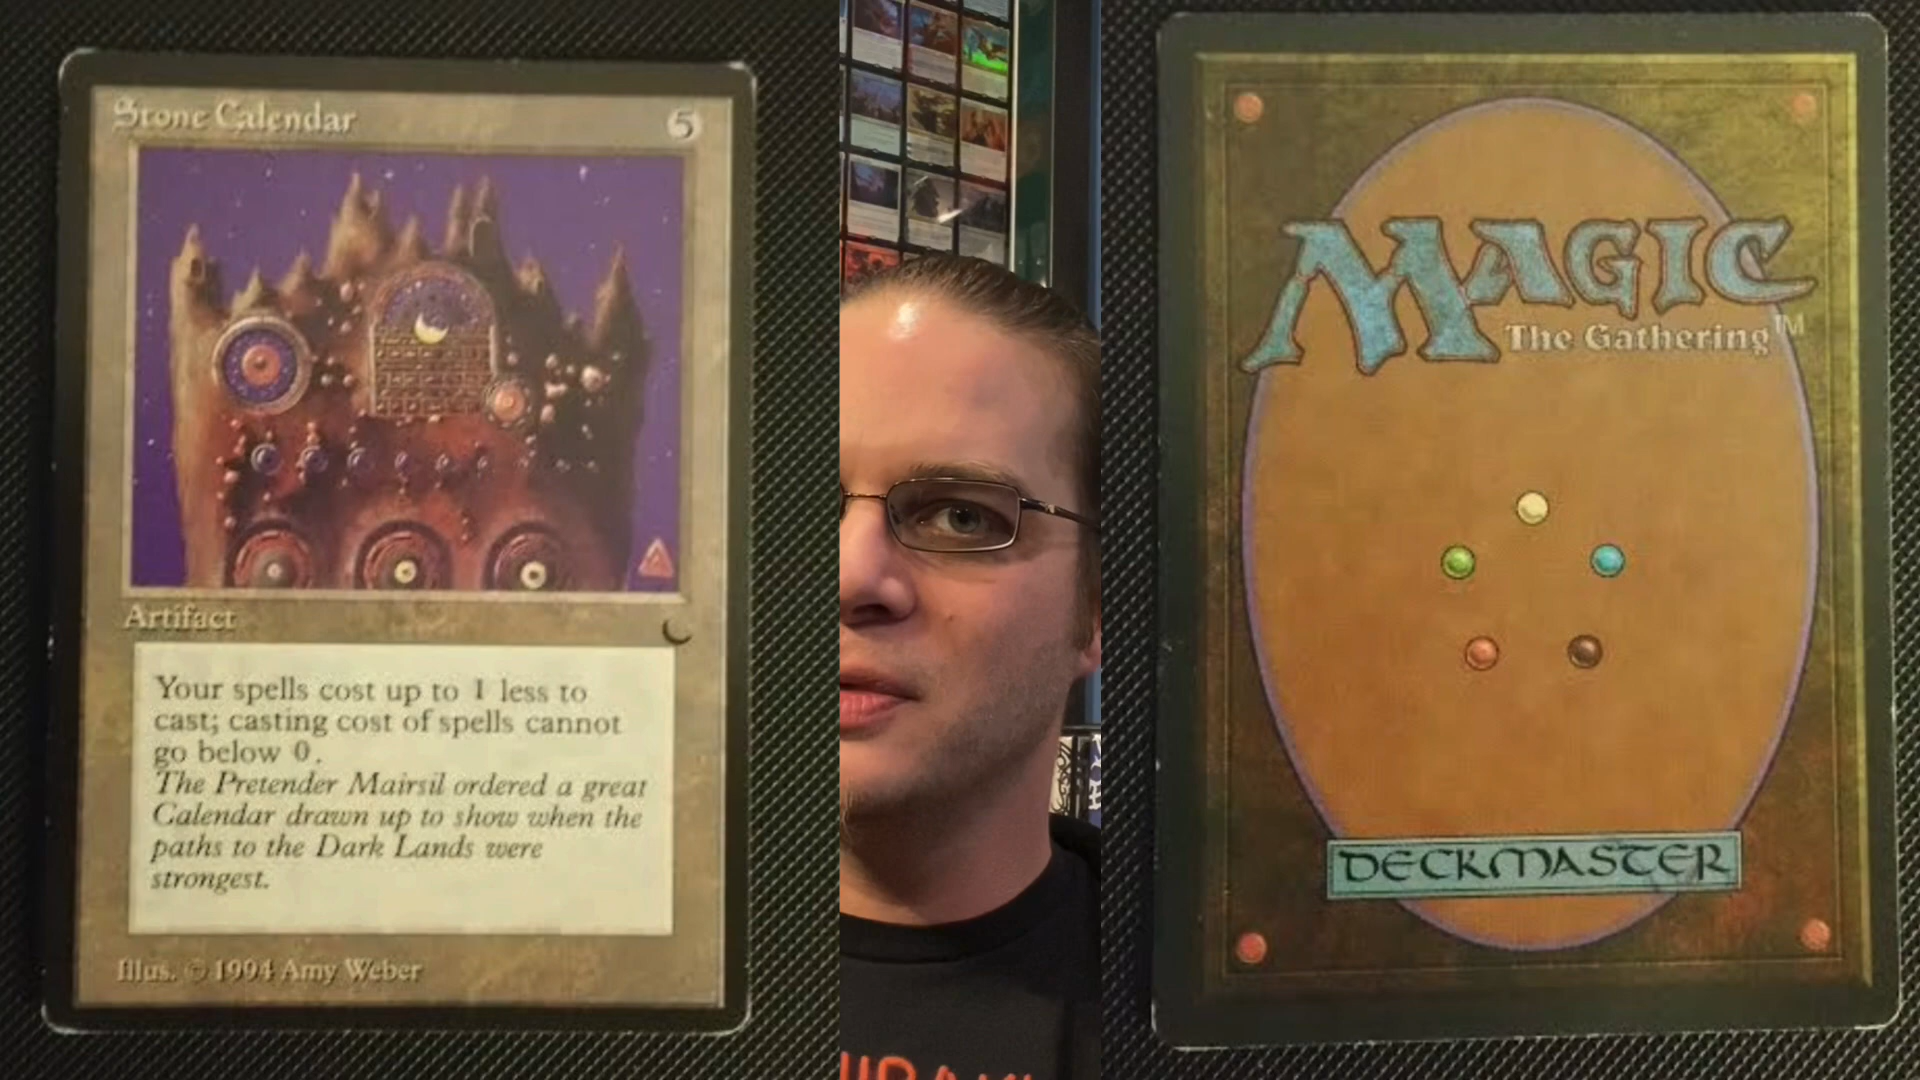 Stone Calendar 5
Artifact
Your spells cost up to 1 less to
cast; casting cost of spells cannot
go below 0.
The Pretender Mairsil ordered a great
Calendar drawn up to show when the
paths to the Dark Lands were
strongest.
Illus. © 1994 Amy Weber
MAGIC
The Gathering™
DECKMASTER